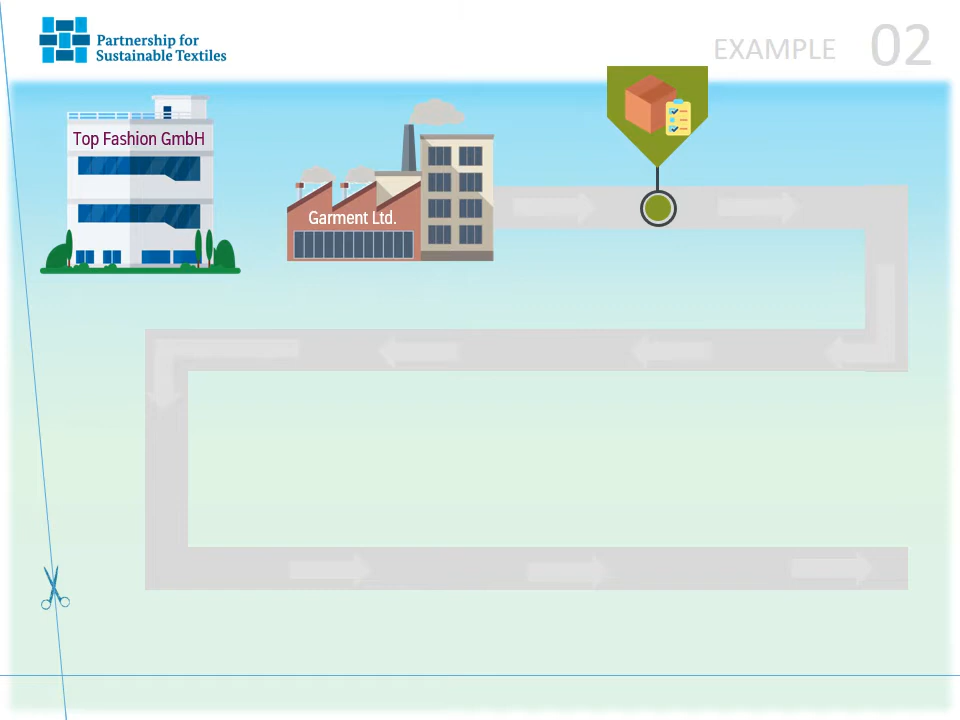 Partnership for
Sustainable Textiles
EXAMPLE 02
Top Fashion GmbH
Garment Ltd.